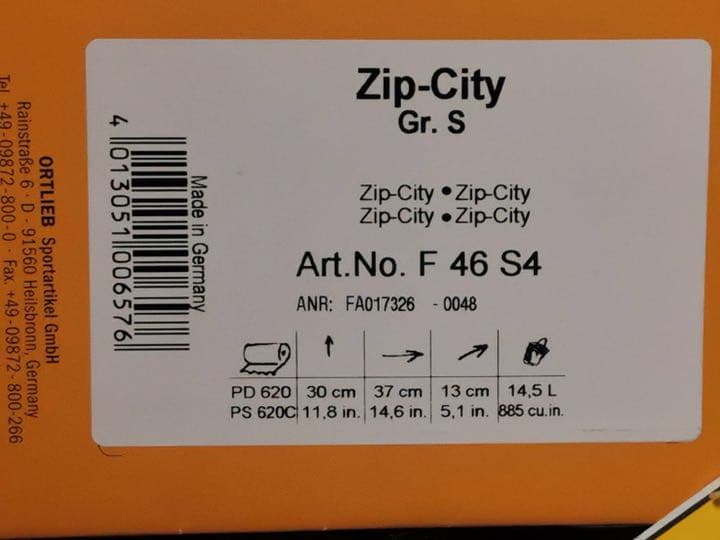 Zip-City
Gr. S
Zip-City • Zip-City
Zip-City • Zip-City
Art.No. F 46 S4
ANR: FA017326 -0048
PD 620 30 cm 37 cm 13 cm 14,5 L
PS 620C 11,8 in. 14,6 in. 5,1 in. 885 cu.in.
Made in Germany
4 013051 006576
ORTLIEB Sportartikel GmbH
Rainstraße 6 · D - 91560 Heilsbronn, Germany
Tel. +49-09872-800-0 · Fax. +49-09872-800-266